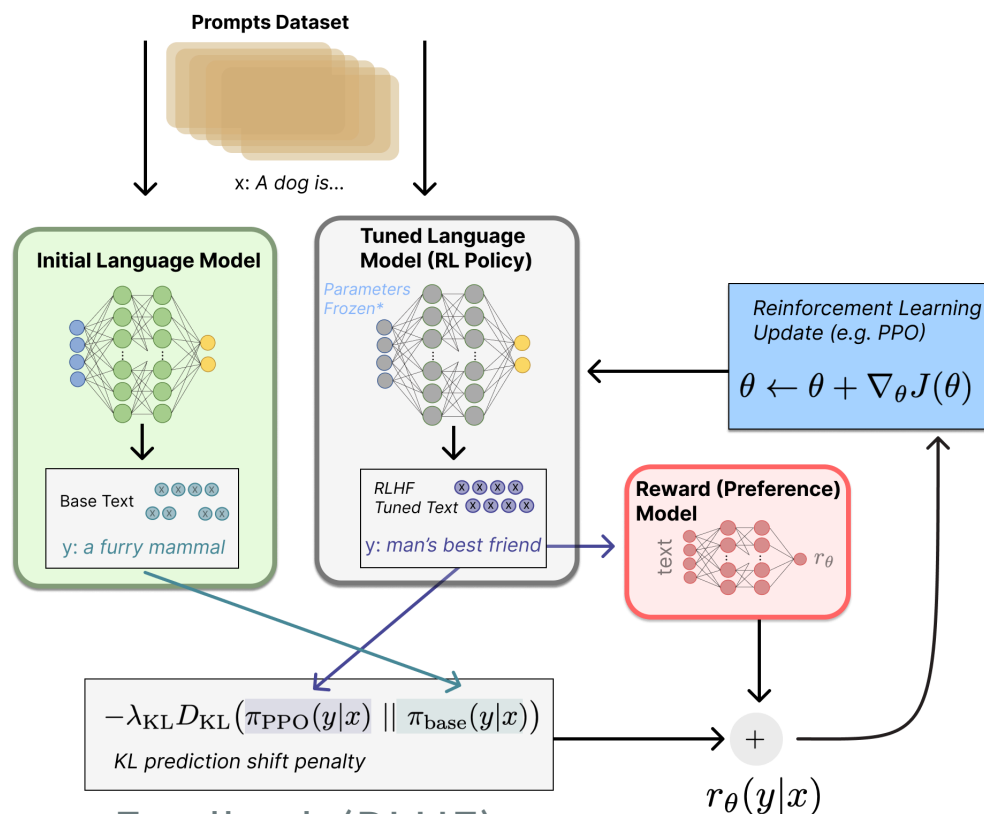 Prompts Dataset
x: A dog is...
Initial Language Model
Base Text
y: a furry mammal
Tuned Language
Model (RL Policy)
Parameters
Frozen*
RLHF
Tuned Text
y: man's best friend
Reinforcement Learning
Update (e.g. PPO)
θ ← θ + ∇θJ(θ)
Reward (Preference)
Model
text
rθ
−λKL DKL(πPPO(y|x) || πbase(y|x))
KL prediction shift penalty
+
rθ(y|x)